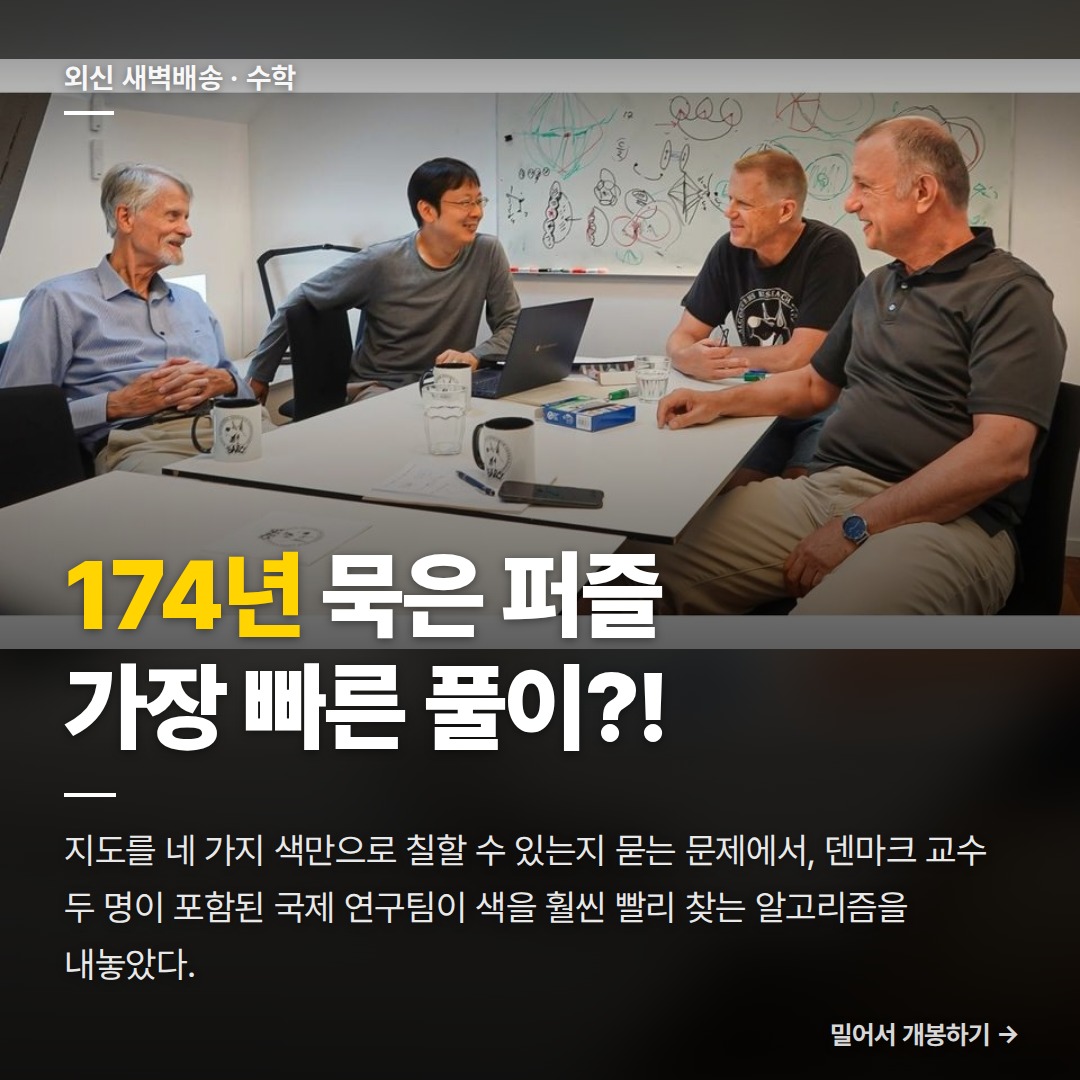 외신 새벽배송 · 수학
174년 묵은 퍼즐
가장 빠른 풀이?!
지도를 네 가지 색만으로 칠할 수 있는지 묻는 문제에서, 덴마크 교수
두 명이 포함된 국제 연구팀이 색을 훨씬 빨리 찾는 알고리즘을
내놓았다.
밀어서 개봉하기 →